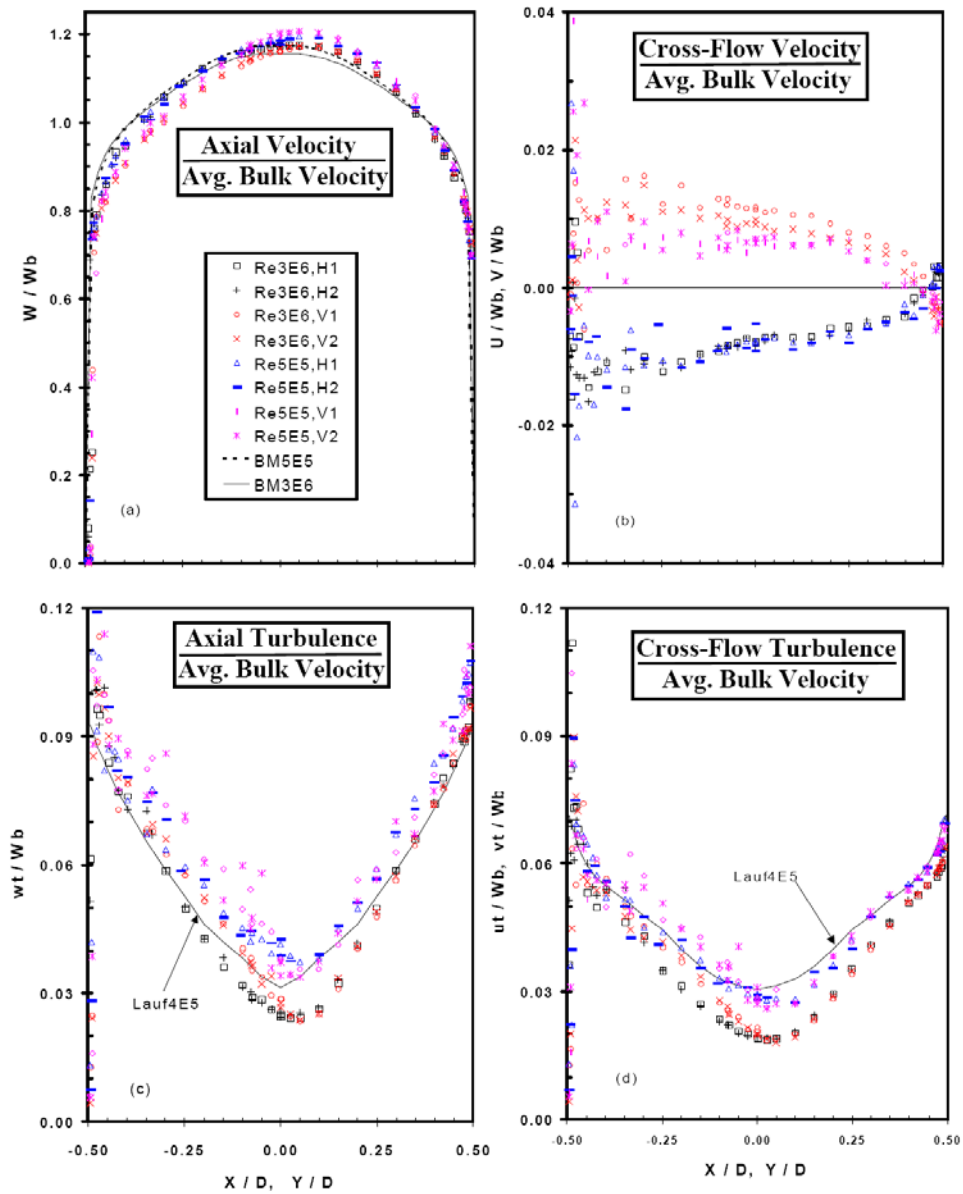 Axial Velocity
Avg. Bulk Velocity
W / Wb
1.2
1.0
0.8
0.6
0.4
0.2
0.0
Re3E6,H1
Re3E6,H2
Re3E6,V1
Re3E6,V2
Re5E5,H1
Re5E5,H2
Re5E5,V1
Re5E5,V2
BM5E5
BM3E6
(a)
Cross-Flow Velocity
Avg. Bulk Velocity
U / Wb, V / Wb
0.04
0.02
0.00
-0.02
-0.04
(b)
Axial Turbulence
Avg. Bulk Velocity
wt / Wb
0.12
0.09
0.06
0.03
0.00
Lauf4E5
(c)
-0.50
-0.25
0.00
0.25
0.50
X / D, Y / D
Cross-Flow Turbulence
Avg. Bulk Velocity
ut / Wb, vt / Wb
0.12
0.09
0.06
0.03
0.00
Lauf4E5
(d)
-0.50
-0.25
0.00
0.25
0.50
X / D, Y / D